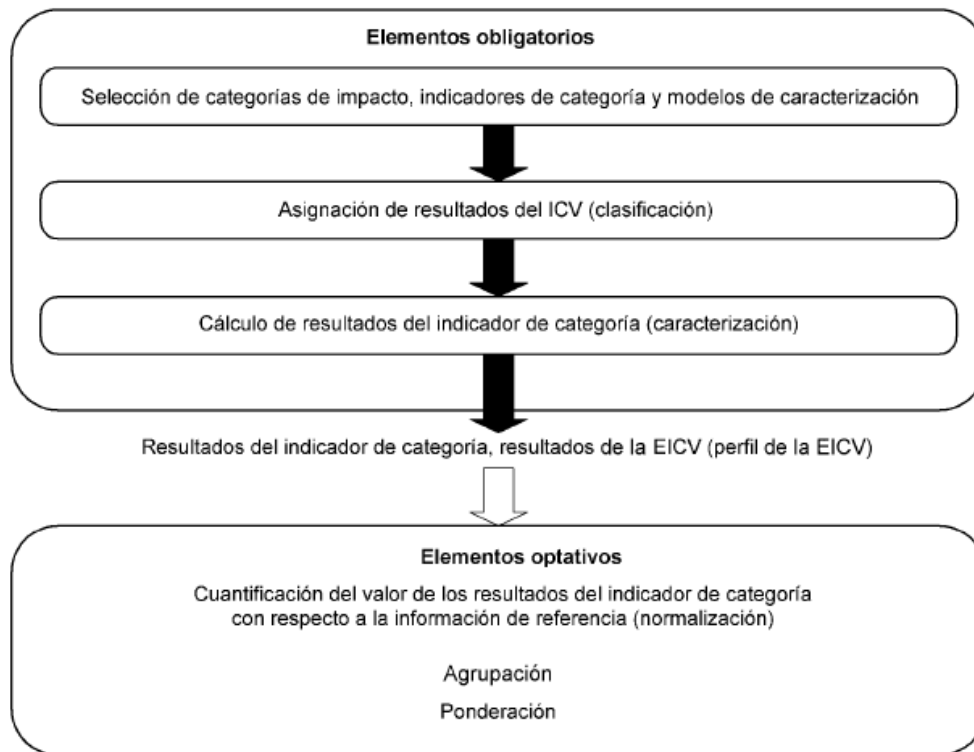 Elementos obligatorios
Selección de categorías de impacto, indicadores de categoría y modelos de caracterización
Asignación de resultados del ICV (clasificación)
Cálculo de resultados del indicador de categoría (caracterización)
Resultados del indicador de categoría, resultados de la EICV (perfil de la EICV)
Elementos optativos
Cuantificación del valor de los resultados del indicador de categoría
con respecto a la información de referencia (normalización)
Agrupación
Ponderación